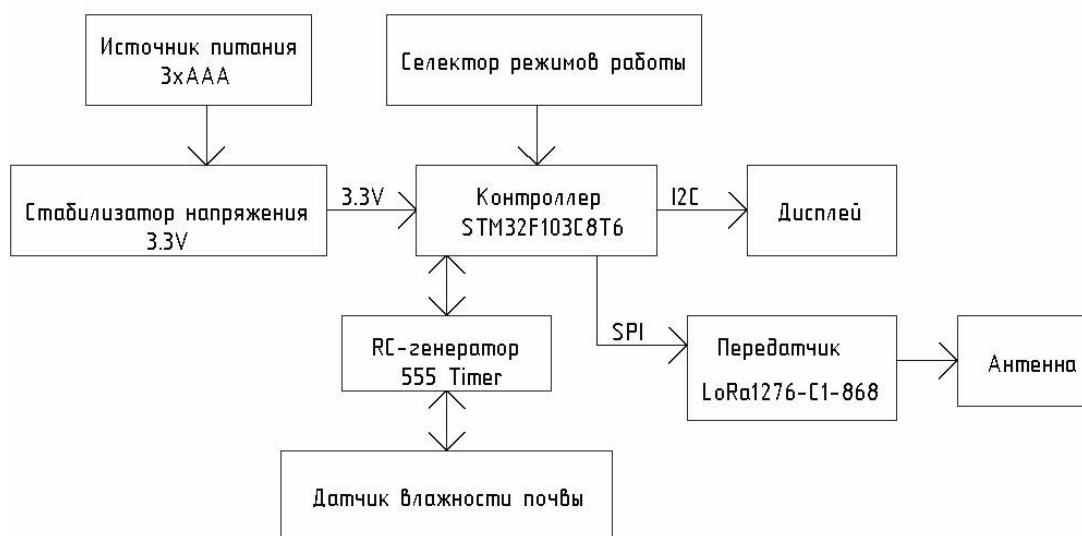 Источник питания
3xAAA
Селектор режимов работы
Стабилизатор напряжения
3.3V
3.3V
Контроллер
STM32F103C8T6
I2C
Дисплей
RC-генератор
555 Timer
SPI
Передатчик
LoRa1276-C1-868
Антенна
Датчик влажности почвы